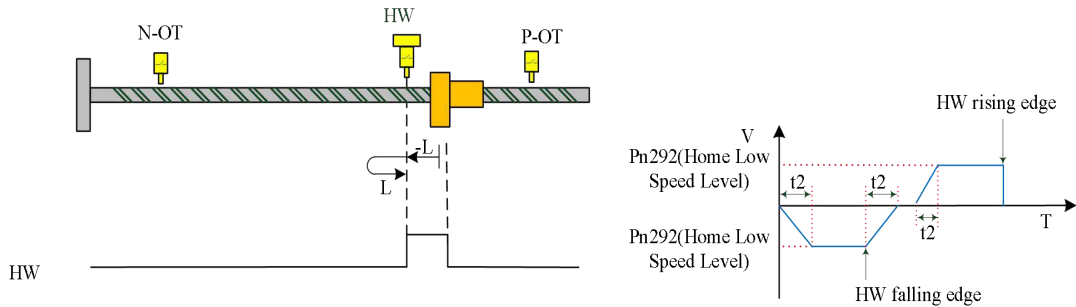 HW
N-OT
P-OT
-L
L
HW
HW rising edge
V
Pn292(Home Low
Speed Level)
t2
t2
t2
T
Pn292(Home Low
Speed Level)
HW falling edge